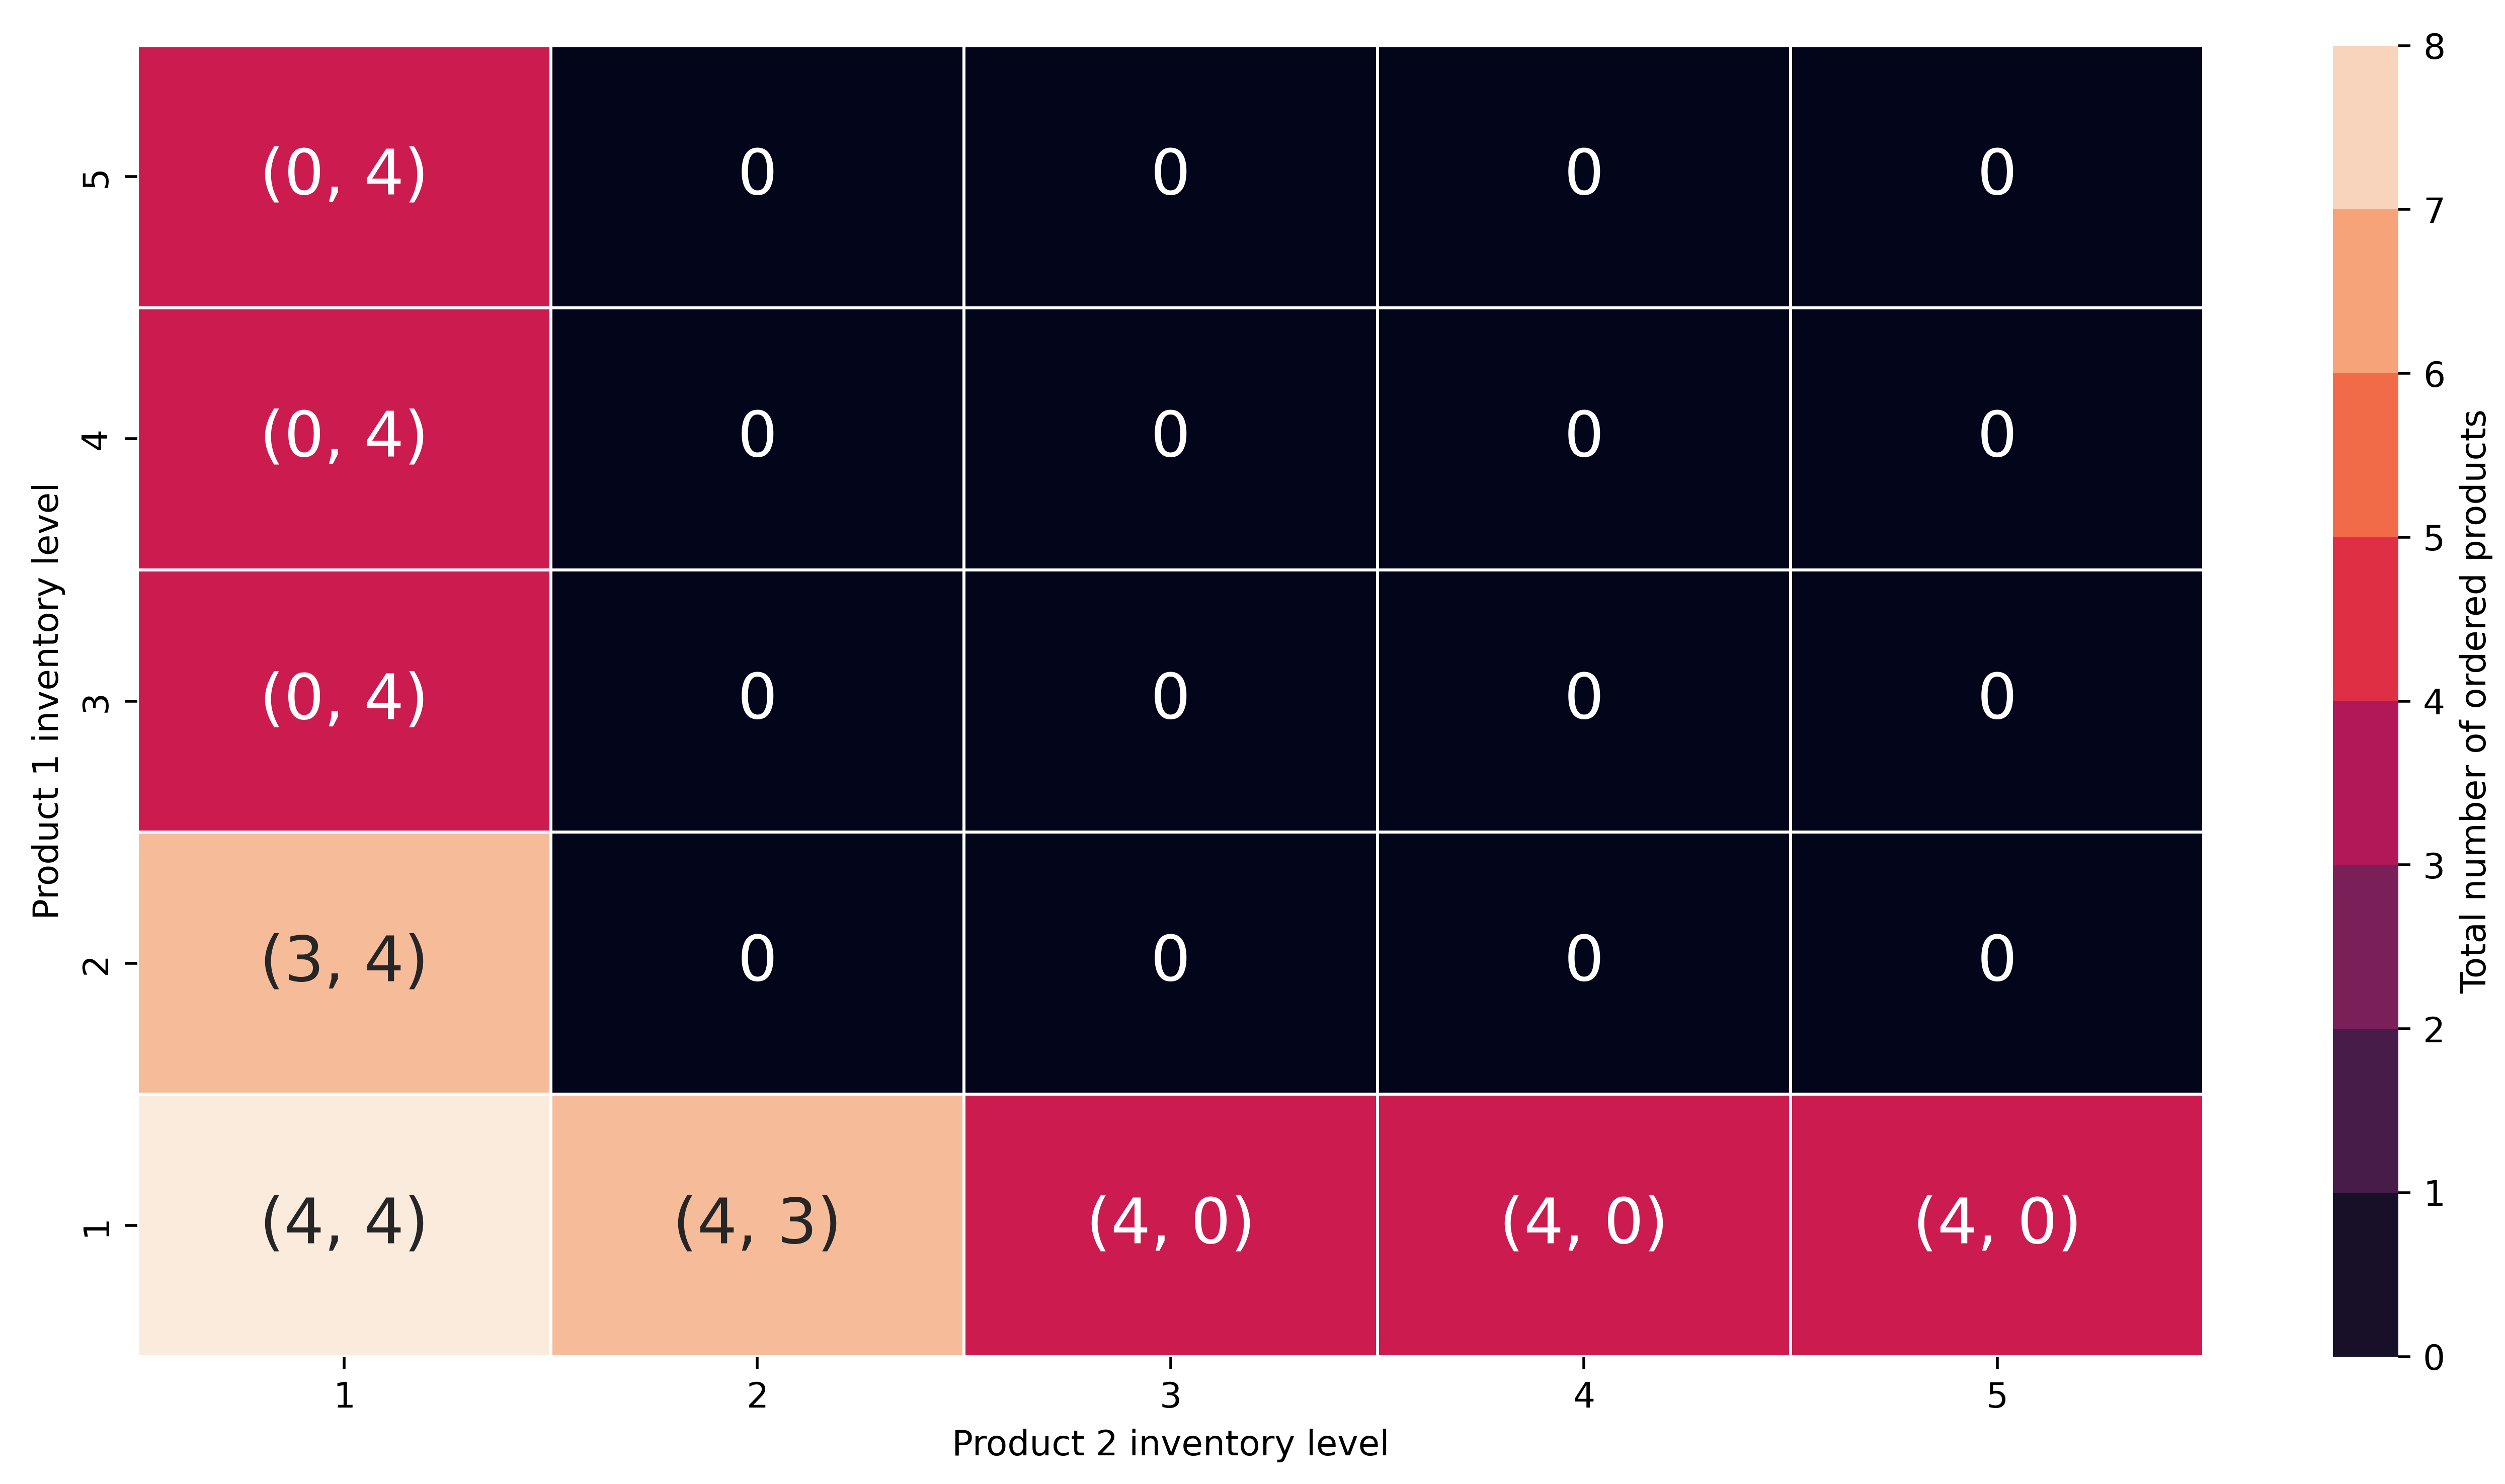 Product 1 inventory level
5
(0, 4) 0 0 0 0
4
(0, 4) 0 0 0 0
3
(0, 4) 0 0 0 0
2
(3, 4) 0 0 0 0
1
(4, 4) (4, 3) (4, 0) (4, 0) (4, 0)
1 2 3 4 5
Product 2 inventory level
8
7
6
5
4
3
2
1
0
Total number of ordered products